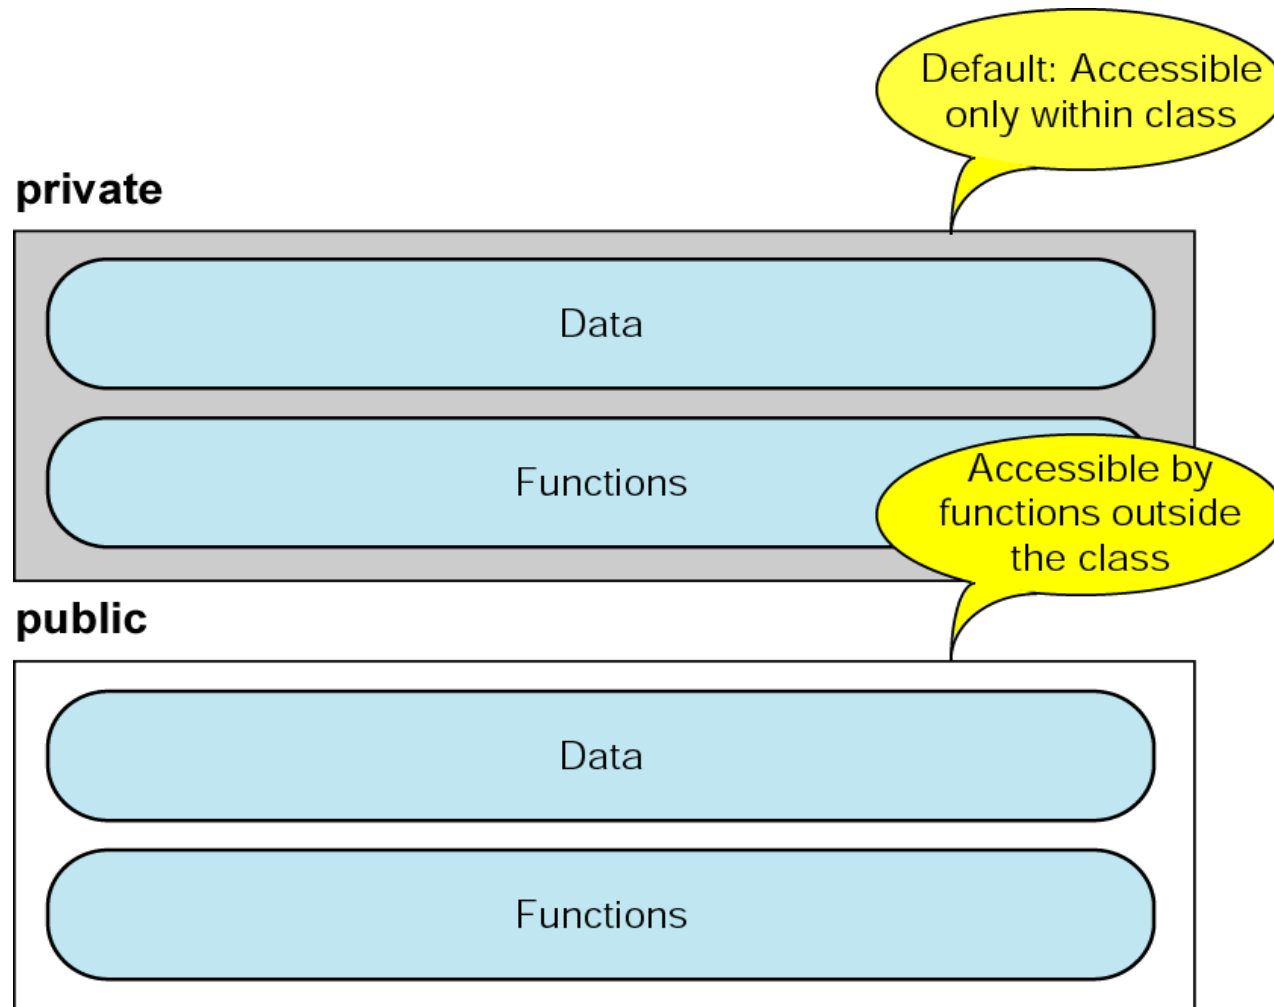 Default: Accessible
only within class
private
Data
Functions
Accessible by
functions outside
the class
public
Data
Functions